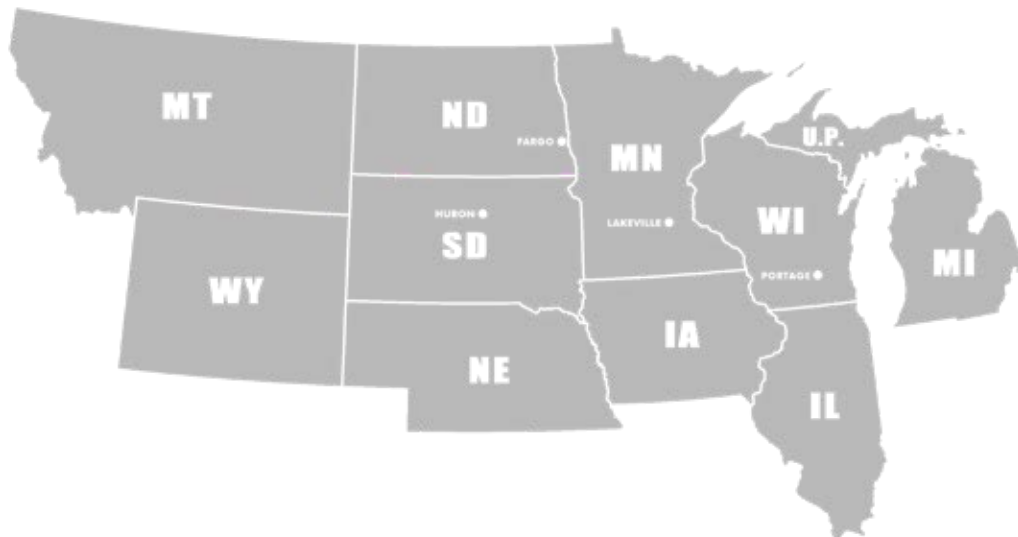 MT
ND
FARGO
MN
U.P.
HURON
LAKEVILLE
WI
SD
PORTAGE
MI
WY
IA
NE
IL